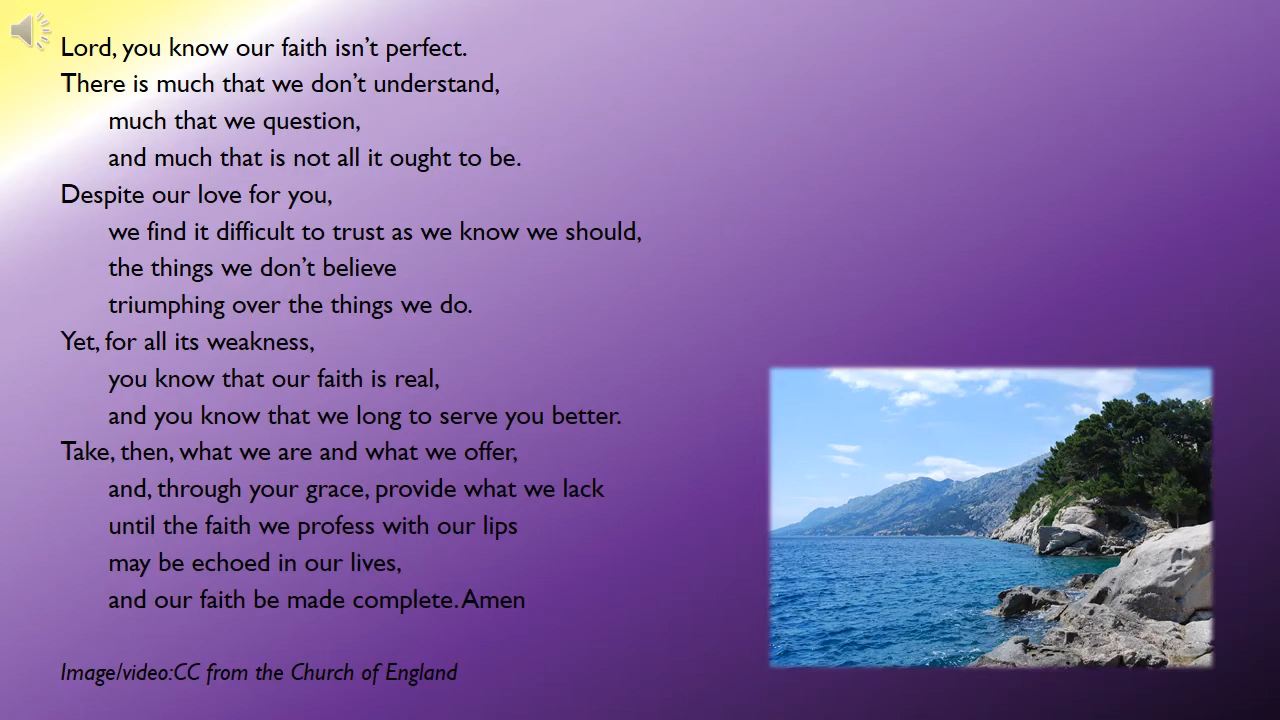 Lord, you know our faith isn’t perfect.
There is much that we don’t understand,
much that we question,
and much that is not all it ought to be.
Despite our love for you,
we find it difficult to trust as we know we should,
the things we don’t believe
triumphing over the things we do.
Yet, for all its weakness,
you know that our faith is real,
and you know that we long to serve you better.
Take, then, what we are and what we offer,
and, through your grace, provide what we lack
until the faith we profess with our lips
may be echoed in our lives,
and our faith be made complete. Amen
Image/video:CC from the Church of England